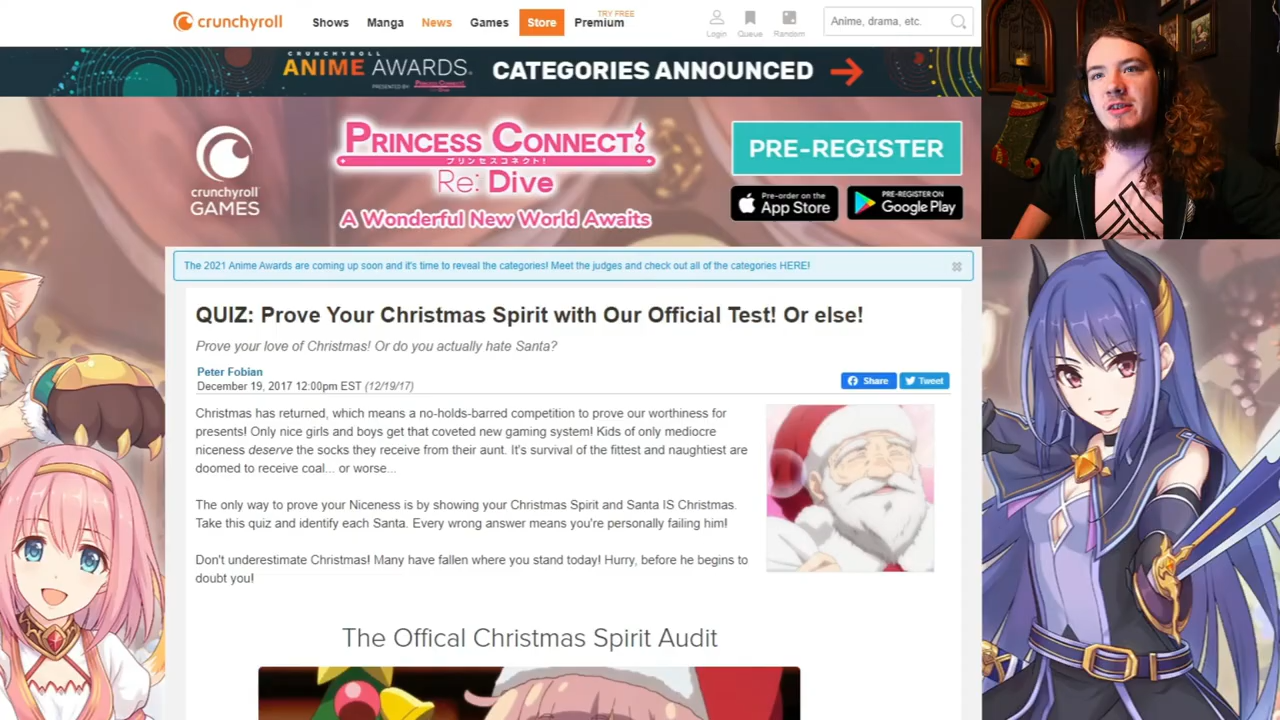 crunchyroll
Shows
Manga
News
Games
Store
TRY FREE
Premium
Login
Queue
Random
Anime, drama, etc.
CRUNCHYROLL
ANIME AWARDS
PRESENTED BY Princess Connect! Re: Dive
CATEGORIES ANNOUNCED
crunchyroll
GAMES
PRINCESS CONNECT!
プリンセスコネクト!
Re: Dive
A Wonderful New World Awaits
PRE-REGISTER
Pre-order on the
App Store
PRE-REGISTER ON
Google Play
The 2021 Anime Awards are coming up soon and it's time to reveal the categories! Meet the judges and check out all of the categories HERE!
QUIZ: Prove Your Christmas Spirit with Our Official Test! Or else!
Prove your love of Christmas! Or do you actually hate Santa?
Peter Fobian
December 19, 2017 12:00pm EST (12/19/17)
Share
Tweet
Christmas has returned, which means a no-holds-barred competition to prove our worthiness for
presents! Only nice girls and boys get that coveted new gaming system! Kids of only mediocre
niceness deserve the socks they receive from their aunt. It's survival of the fittest and naughtiest are
doomed to receive coal... or worse...
The only way to prove your Niceness is by showing your Christmas Spirit and Santa IS Christmas.
Take this quiz and identify each Santa. Every wrong answer means you're personally failing him!
Don't underestimate Christmas! Many have fallen where you stand today! Hurry, before he begins to
doubt you!
The Offical Christmas Spirit Audit